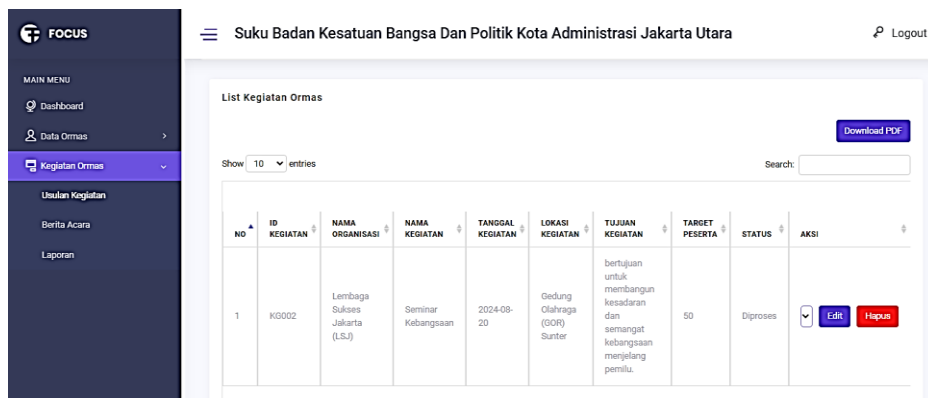 FOCUS
Suku Badan Kesatuan Bangsa Dan Politik Kota Administrasi Jakarta Utara
Logout
MAIN MENU
Dashboard
Data Ormas
Kegiatan Ormas
Usulan Kegiatan
Berita Acara
Laporan
List Kegiatan Ormas
Download PDF
Show 10 entries
Search:
NO
ID
KEGIATAN
NAMA
ORGANISASI
NAMA
KEGIATAN
TANGGAL
KEGIATAN
LOKASI
KEGIATAN
TUJUAN
KEGIATAN
TARGET
PESERTA
STATUS
AKSI
1
KG002
Lembaga
Sukses
Jakarta
(LSJ)
Seminar
Kebangsaan
2024-08-
20
Gedung
Olahraga
(GOR)
Sunter
bertujuan
untuk
membangun
kesadaran
dan
semangat
kebangsaan
menjelang
pemilu.
50
Diproses
Edit
Hapus